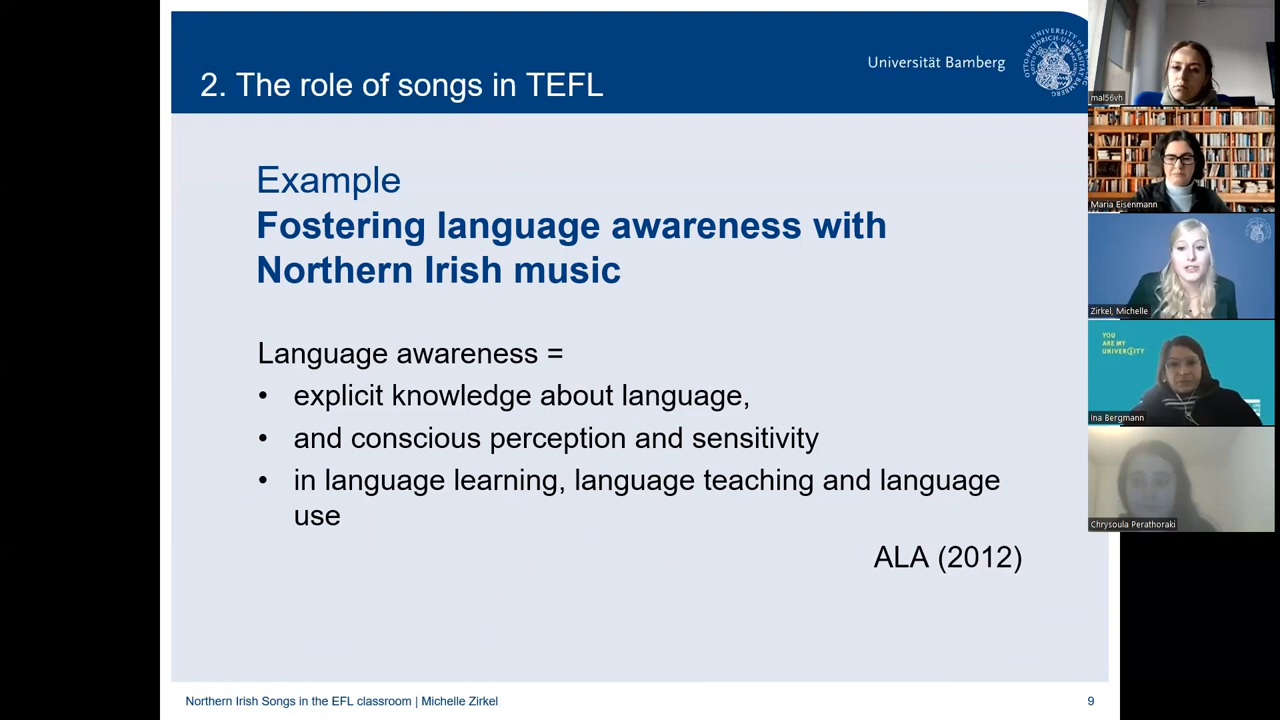 2. The role of songs in TEFL
Universität Bamberg
Example
Fostering language awareness with
Northern Irish music
Language awareness =
• explicit knowledge about language,
• and conscious perception and sensitivity
• in language learning, language teaching and language
use
ALA (2012)
Northern Irish Songs in the EFL classroom | Michelle Zirkel
9
mal56vh
Maria Eisenmann
Zirkel, Michelle
YOU
ARE MY
UNIVERSITY
Ina Bergmann
Chrysoula Perathoraki